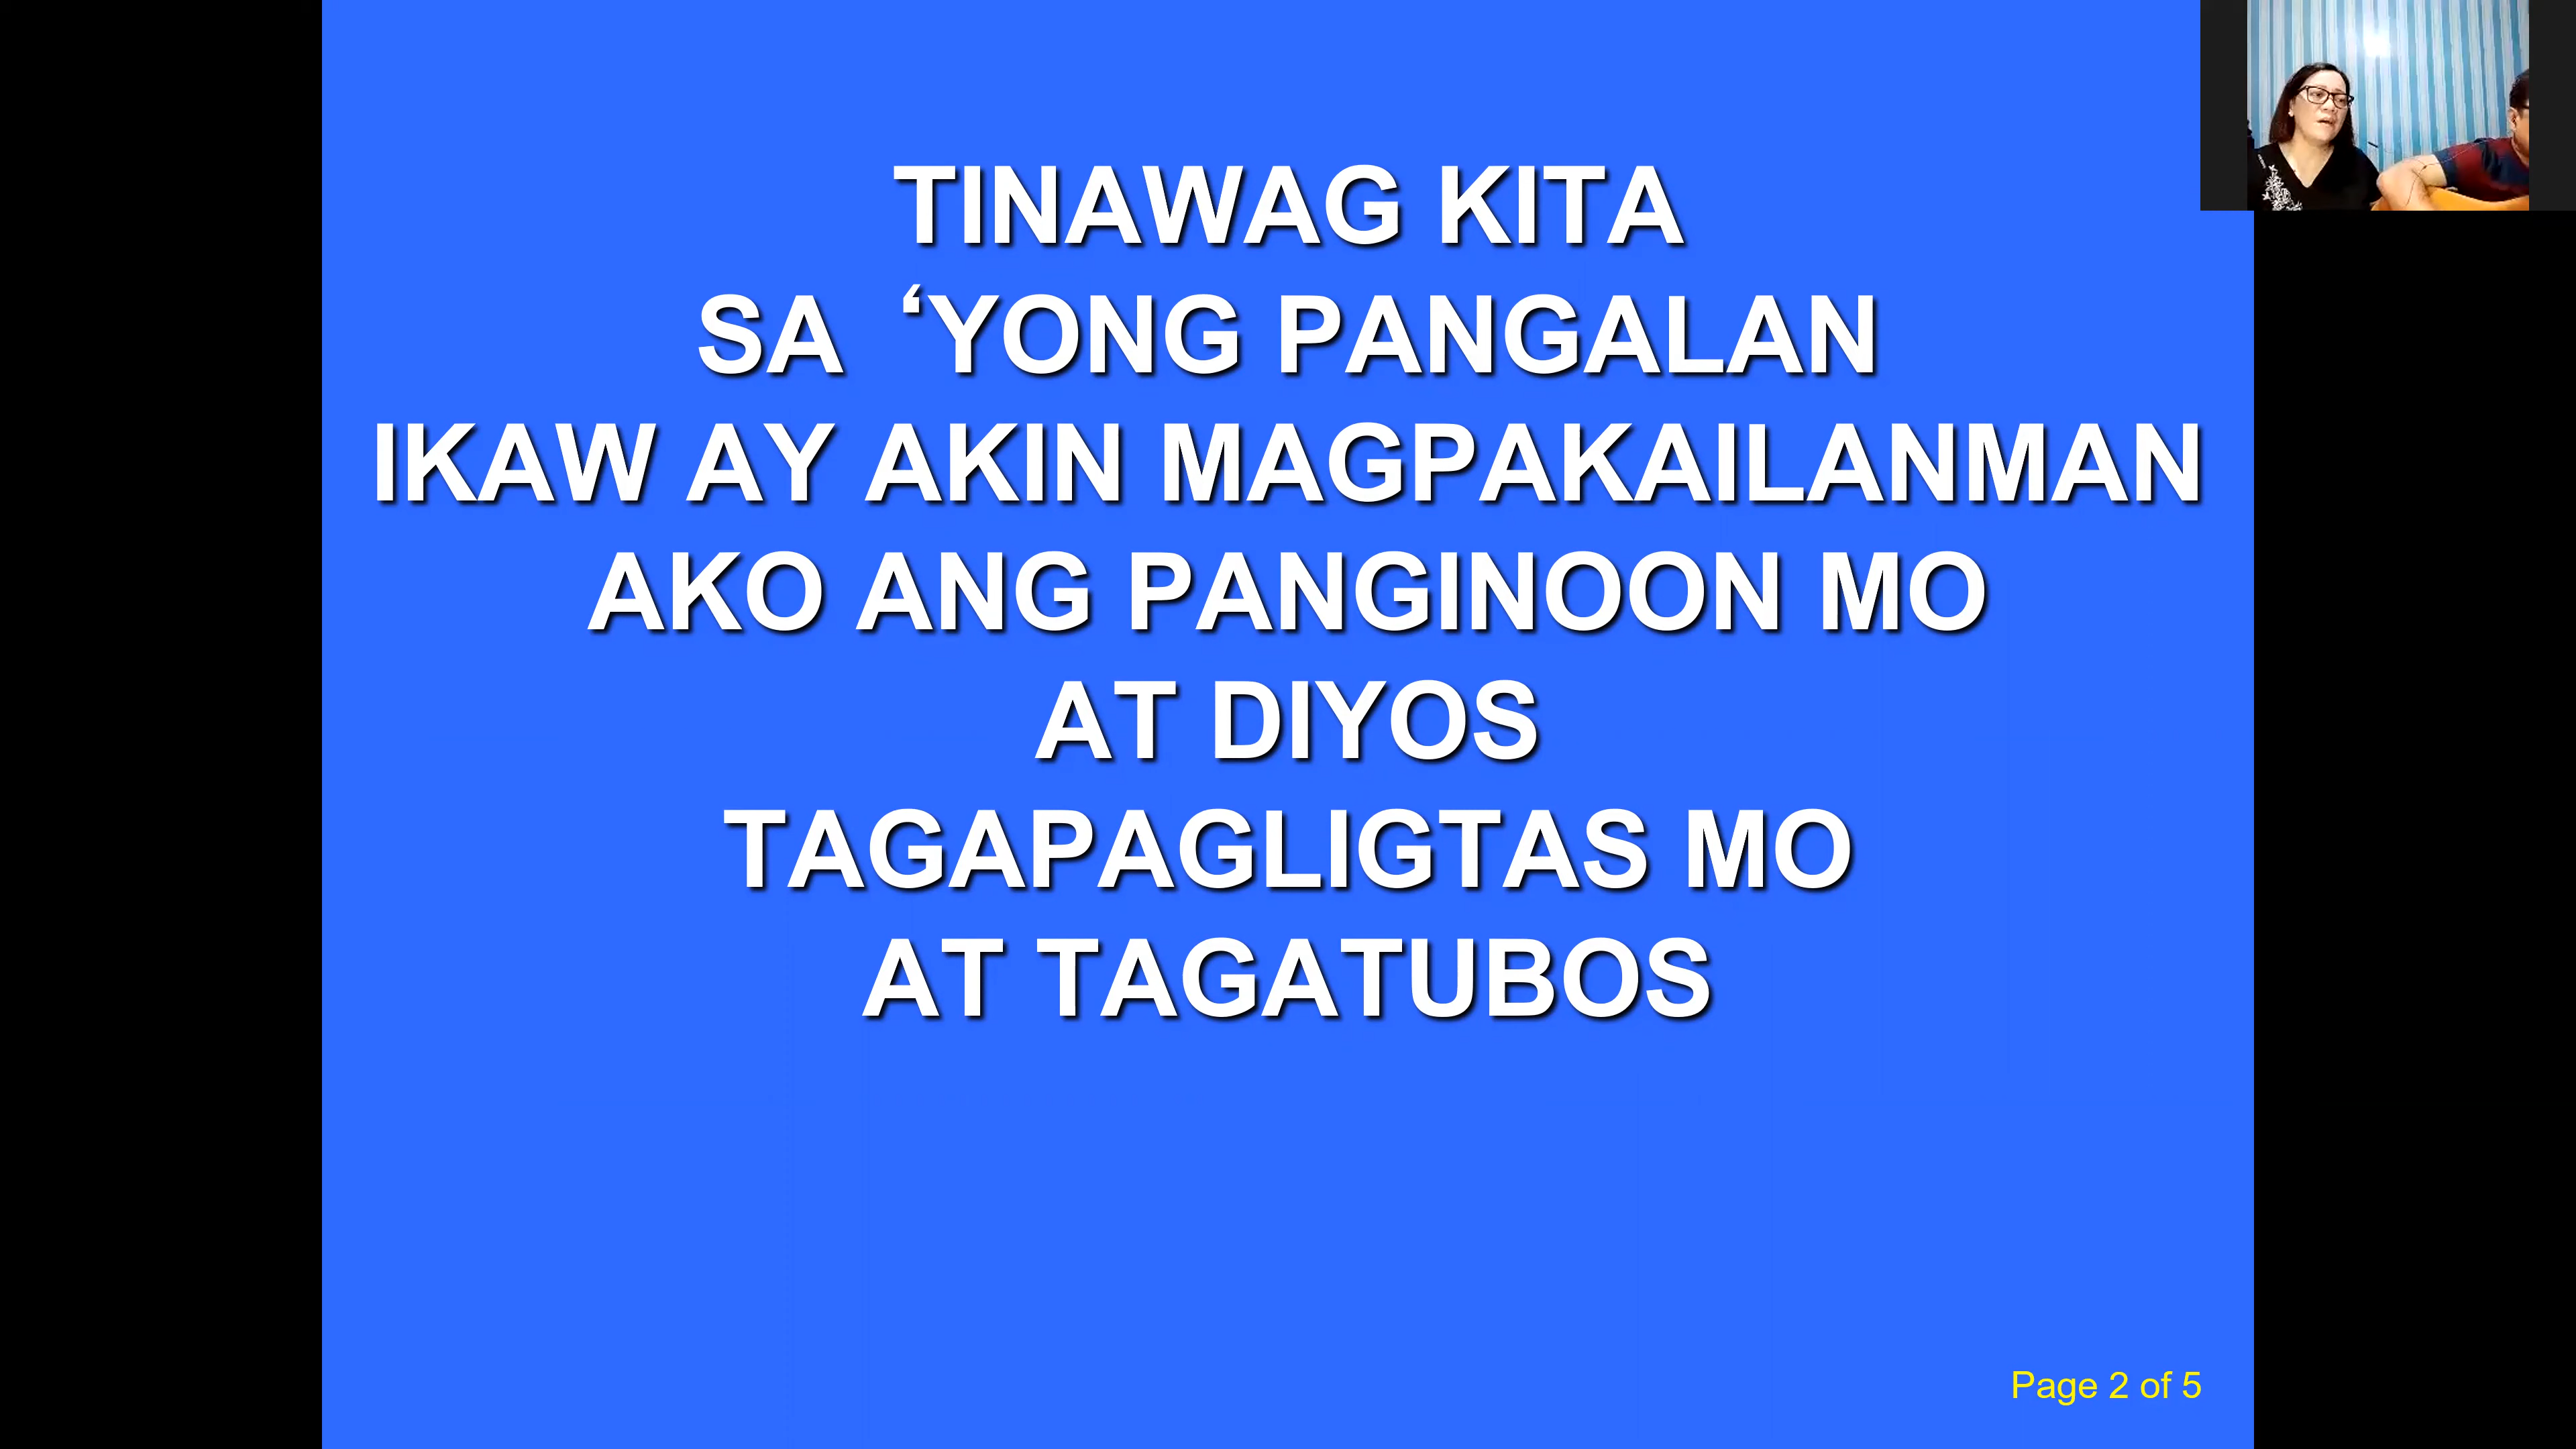 TINAWAG KITA
SA ‘YONG PANGALAN
IKAW AY AKIN MAGPAKAILANMAN
AKO ANG PANGINOON MO
AT DIYOS
TAGAPAGLIGTAS MO
AT TAGATUBOS
Page 2 of 5